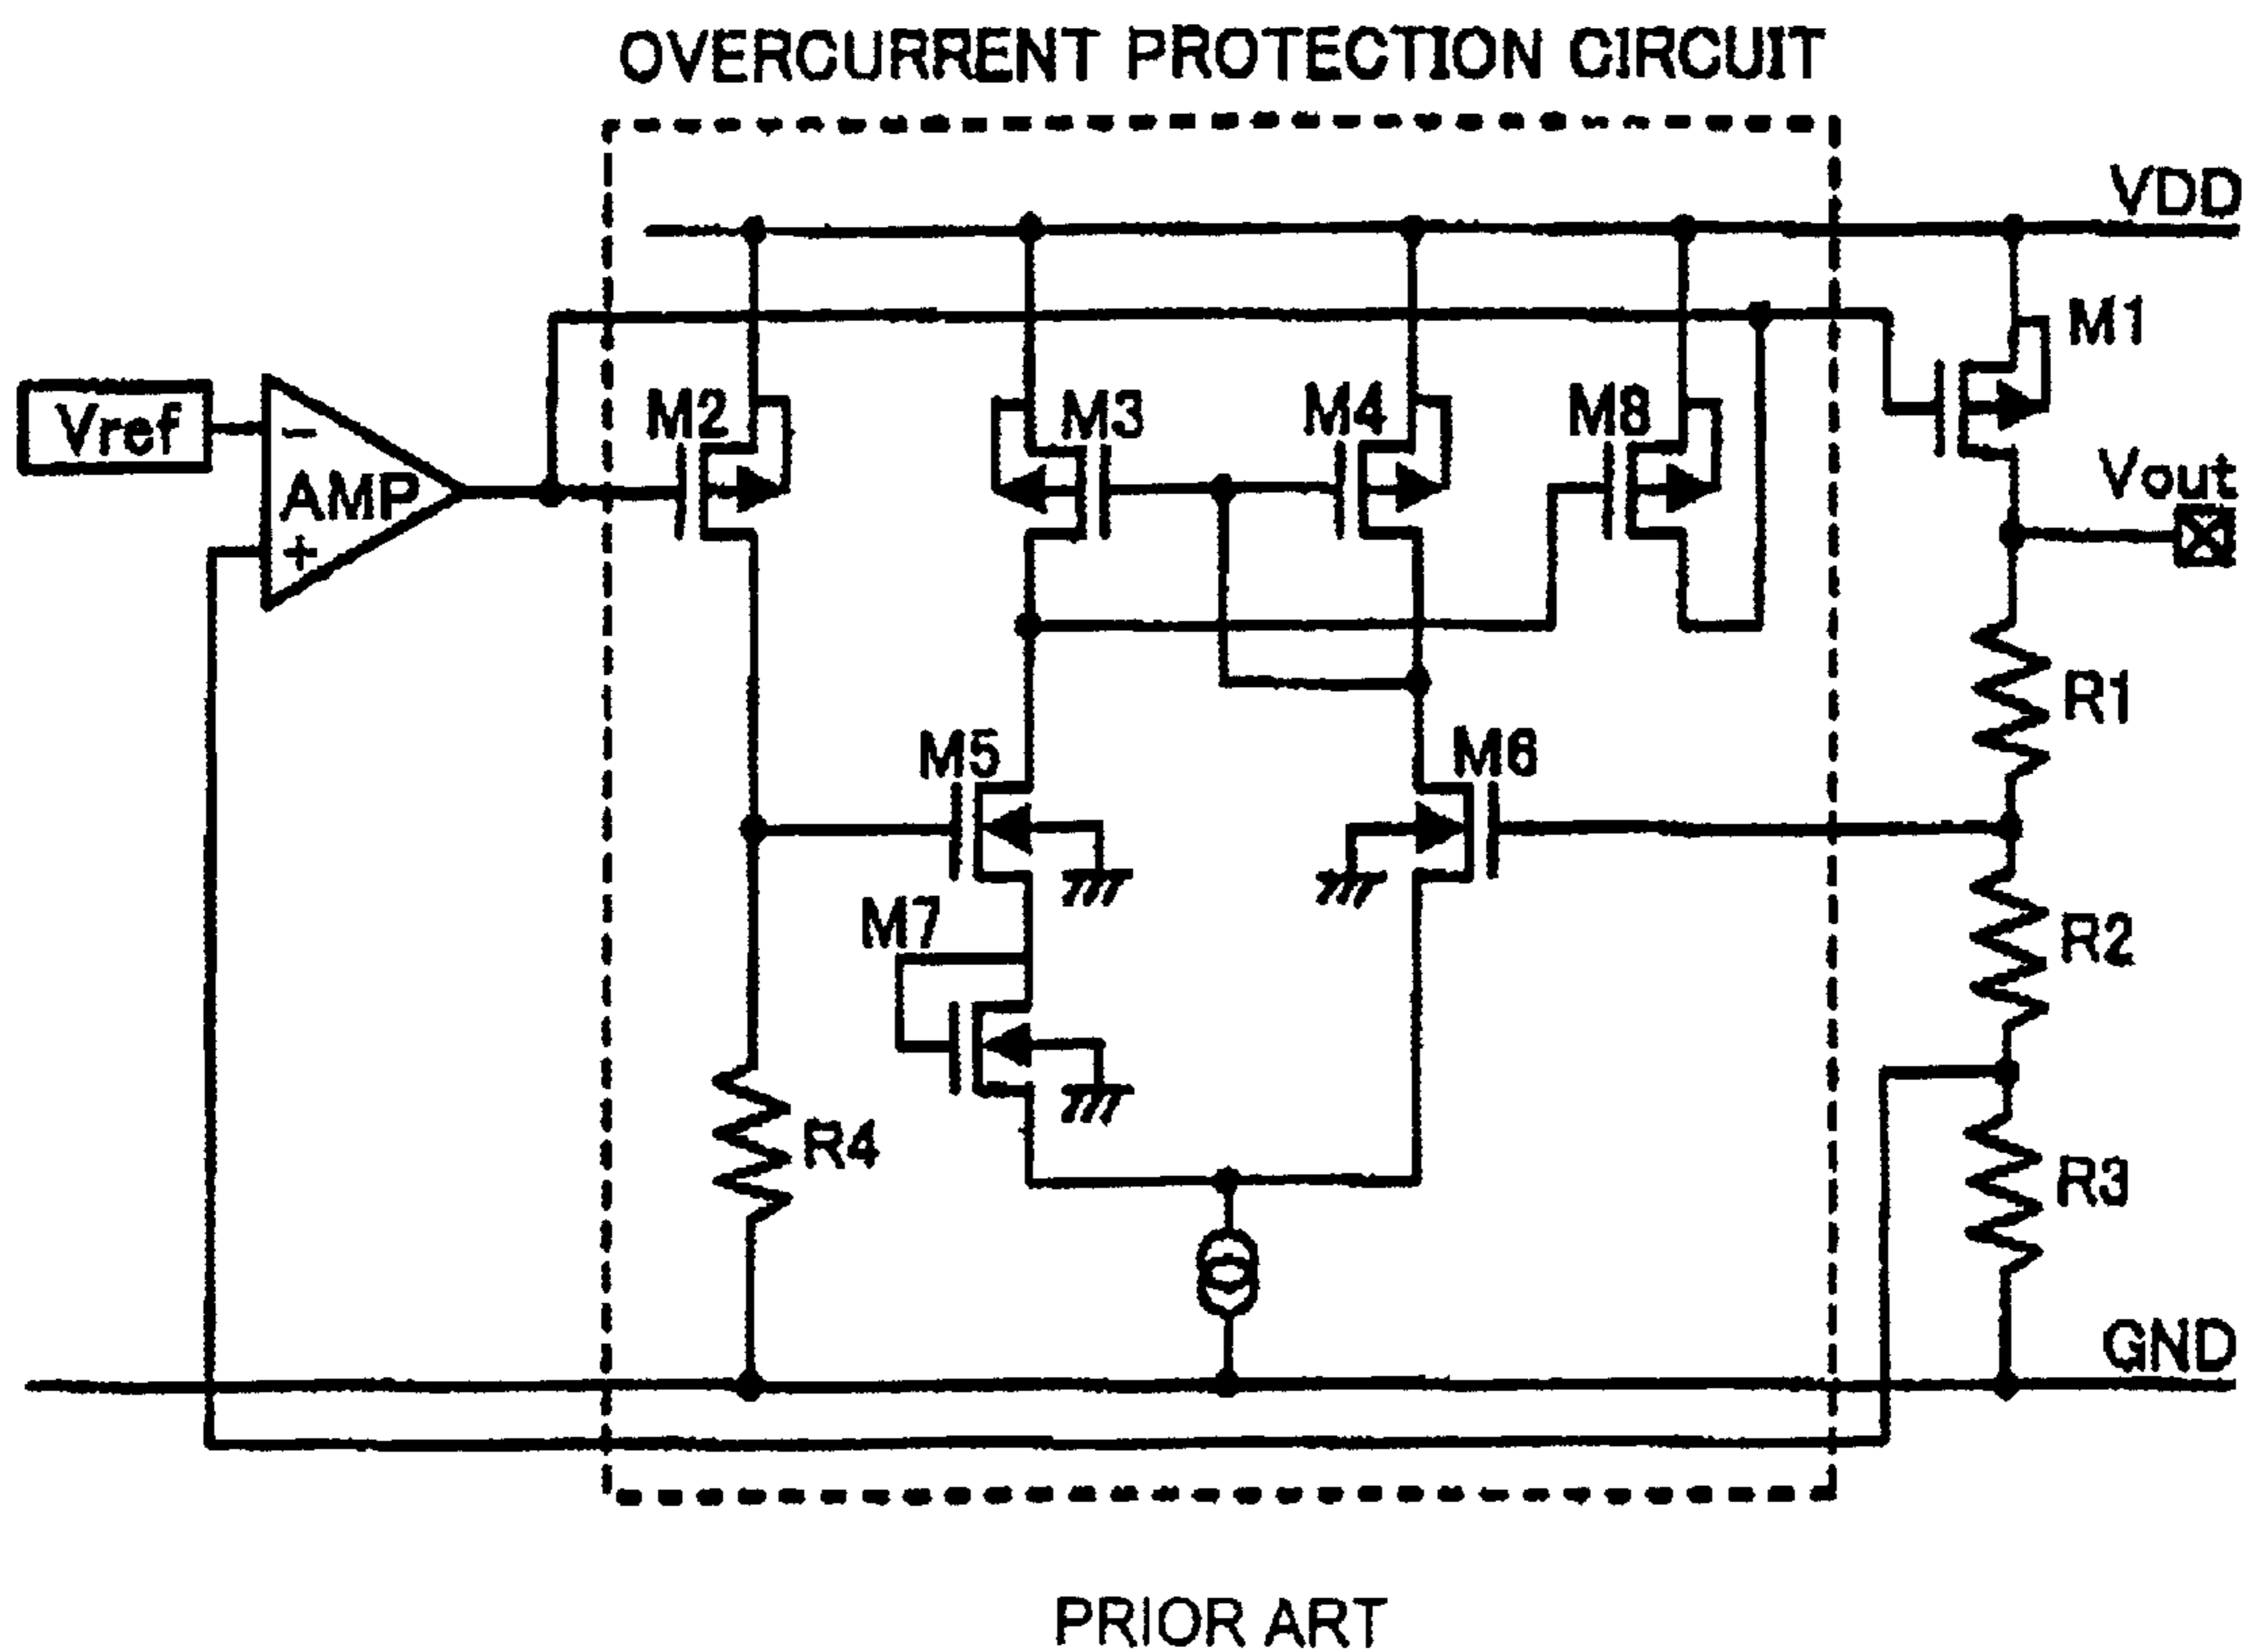 OVERCURRENT PROTECTION CIRCUIT
VDD
M1
Vref
-
AMP
+
M2
M3
M4
M8
Vout
R1
M5
M6
M7
R2
R4
R3
GND
PRIOR ART